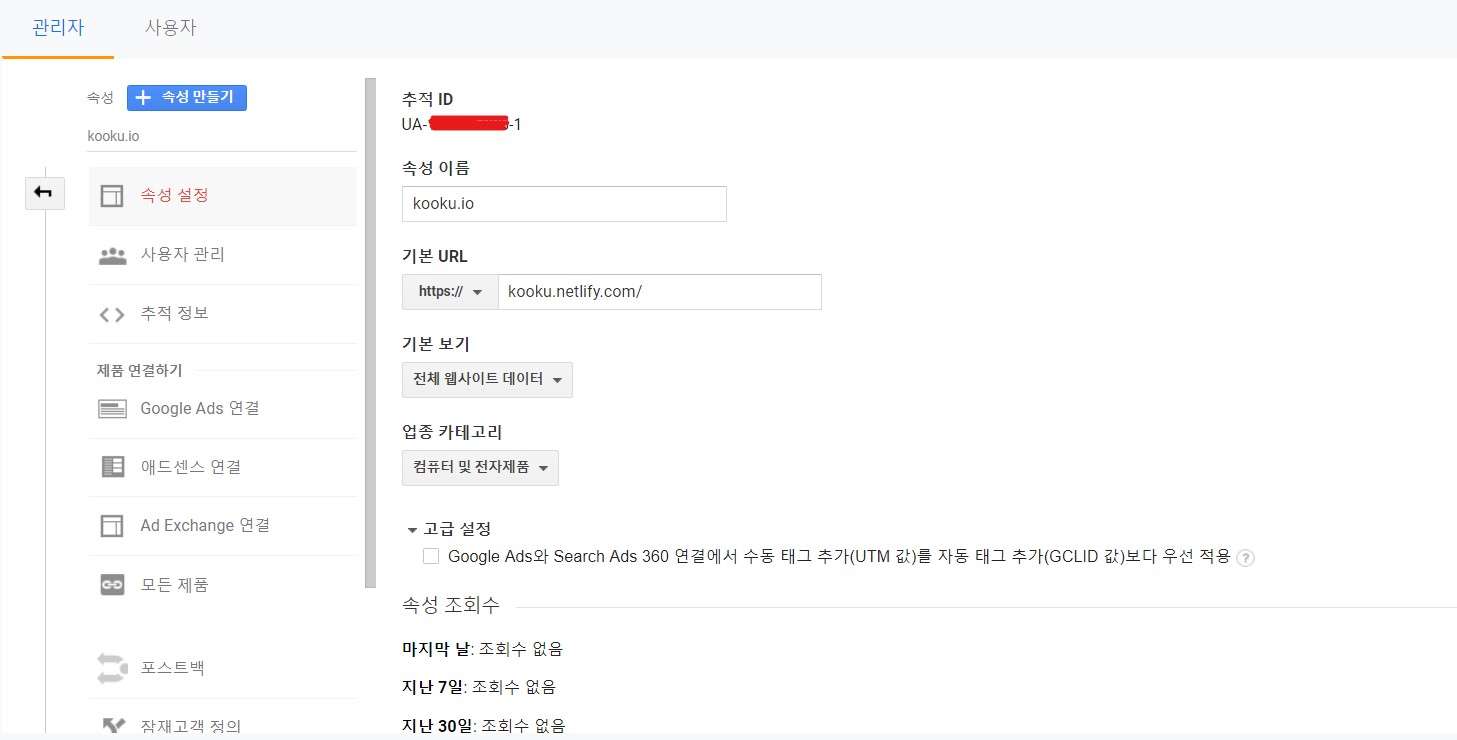 관리자 사용자
속성 + 속성 만들기
kooku.io
속성 설정
사용자 관리
추적 정보
제품 연결하기
Google Ads 연결
애드센스 연결
Ad Exchange 연결
모든 제품
포스트백
잠재고객 정의
추적 ID
UA- -1
속성 이름
kooku.io
기본 URL
https:// kooku.netlify.com/
기본 보기
전체 웹사이트 데이터
업종 카테고리
컴퓨터 및 전자제품
고급 설정
Google Ads와 Search Ads 360 연결에서 수동 태그 추가(UTM 값)를 자동 태그 추가(GCLID 값)보다 우선 적용 ?
속성 조회수
마지막 날: 조회수 없음
지난 7일: 조회수 없음
지난 30일: 조회수 없음